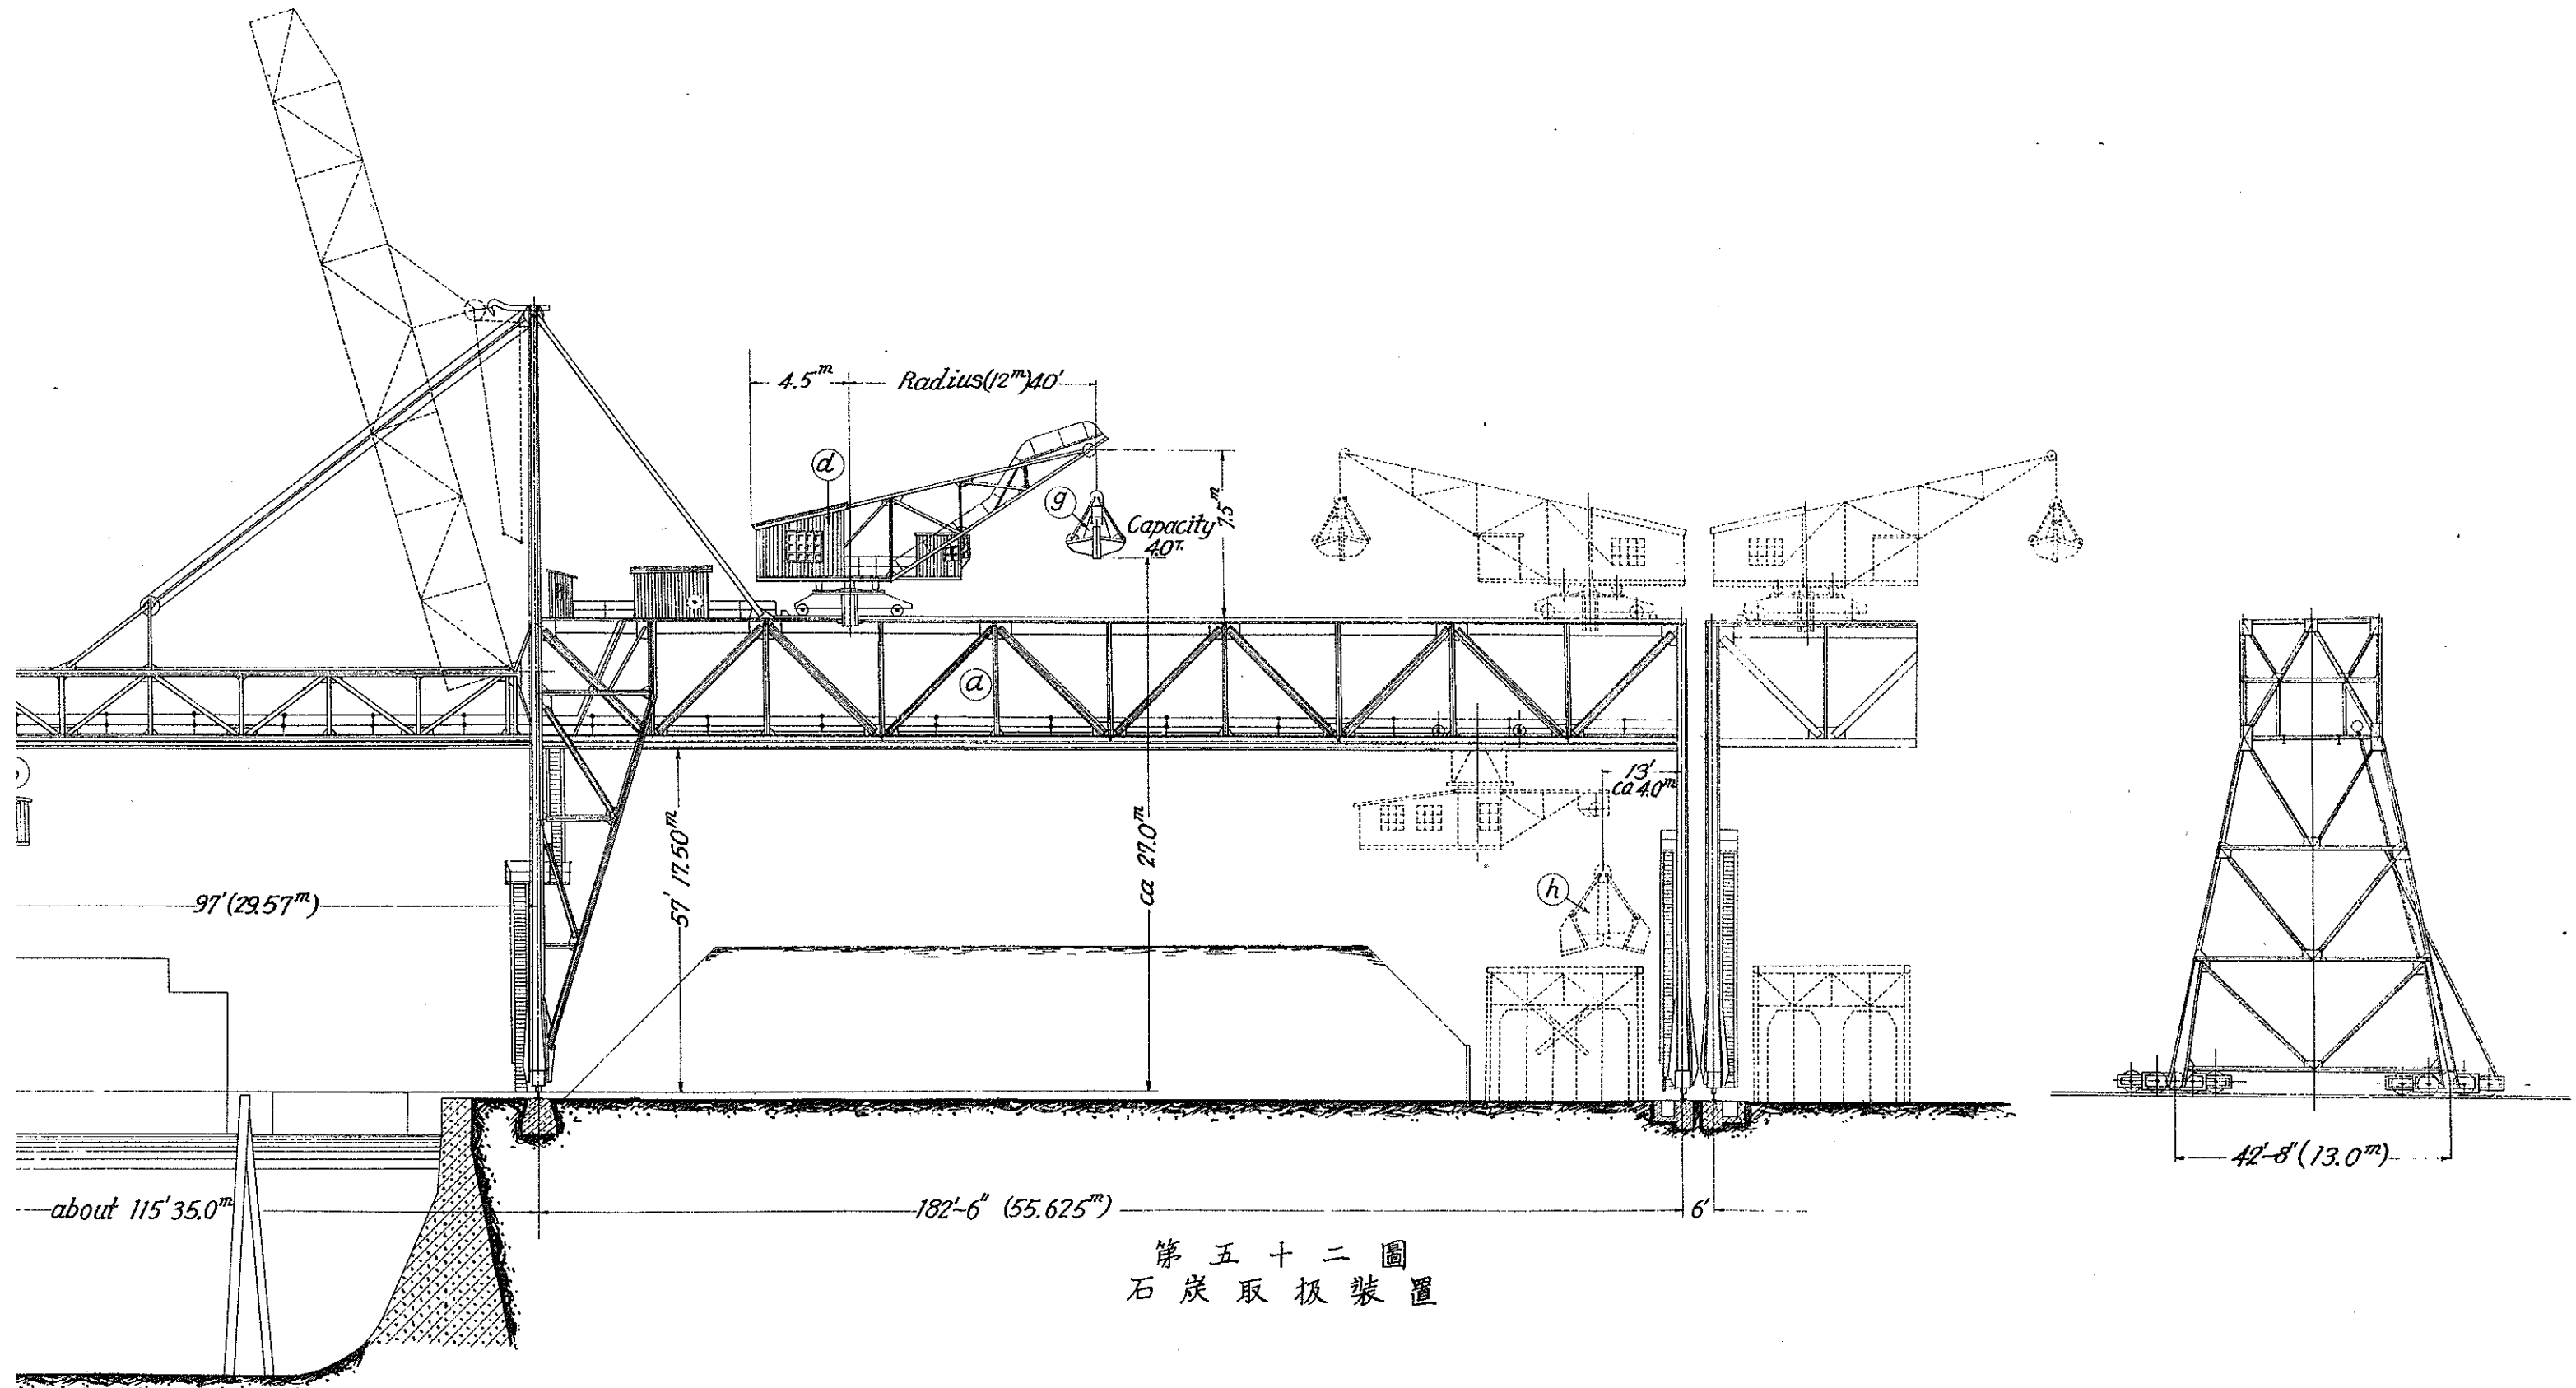 4.5ᵐ
Radius(12ᵐ)40'
d
g
Capacity
4.0ᵀ·
7.5ᵐ
a
13'
ca 4.0ᵐ
57' 17.50ᵐ
ca 27.0ᵐ
h
97'(29.57ᵐ)
about 115' 35.0ᵐ
182'-6" (55.625ᵐ)
6'
42'-8"(13.0ᵐ)
第五十二圖
石炭取扱裝置